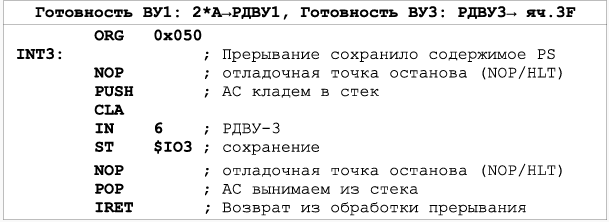 Готовность ВУ1: 2*A→РДВУ1, Готовность ВУ3: РДВУ3→ яч.3F
ORG 0x050
INT3: ; Прерывание сохранило содержимое PS
NOP ; отладочная точка останова (NOP/HLT)
PUSH ; АС кладем в стек
CLA
IN 6 ; РДВУ-3
ST $IO3 ; сохранение
NOP ; отладочная точка останова (NOP/HLT)
POP ; АС вынимаем из стека
IRET ; Возврат из обработки прерывания